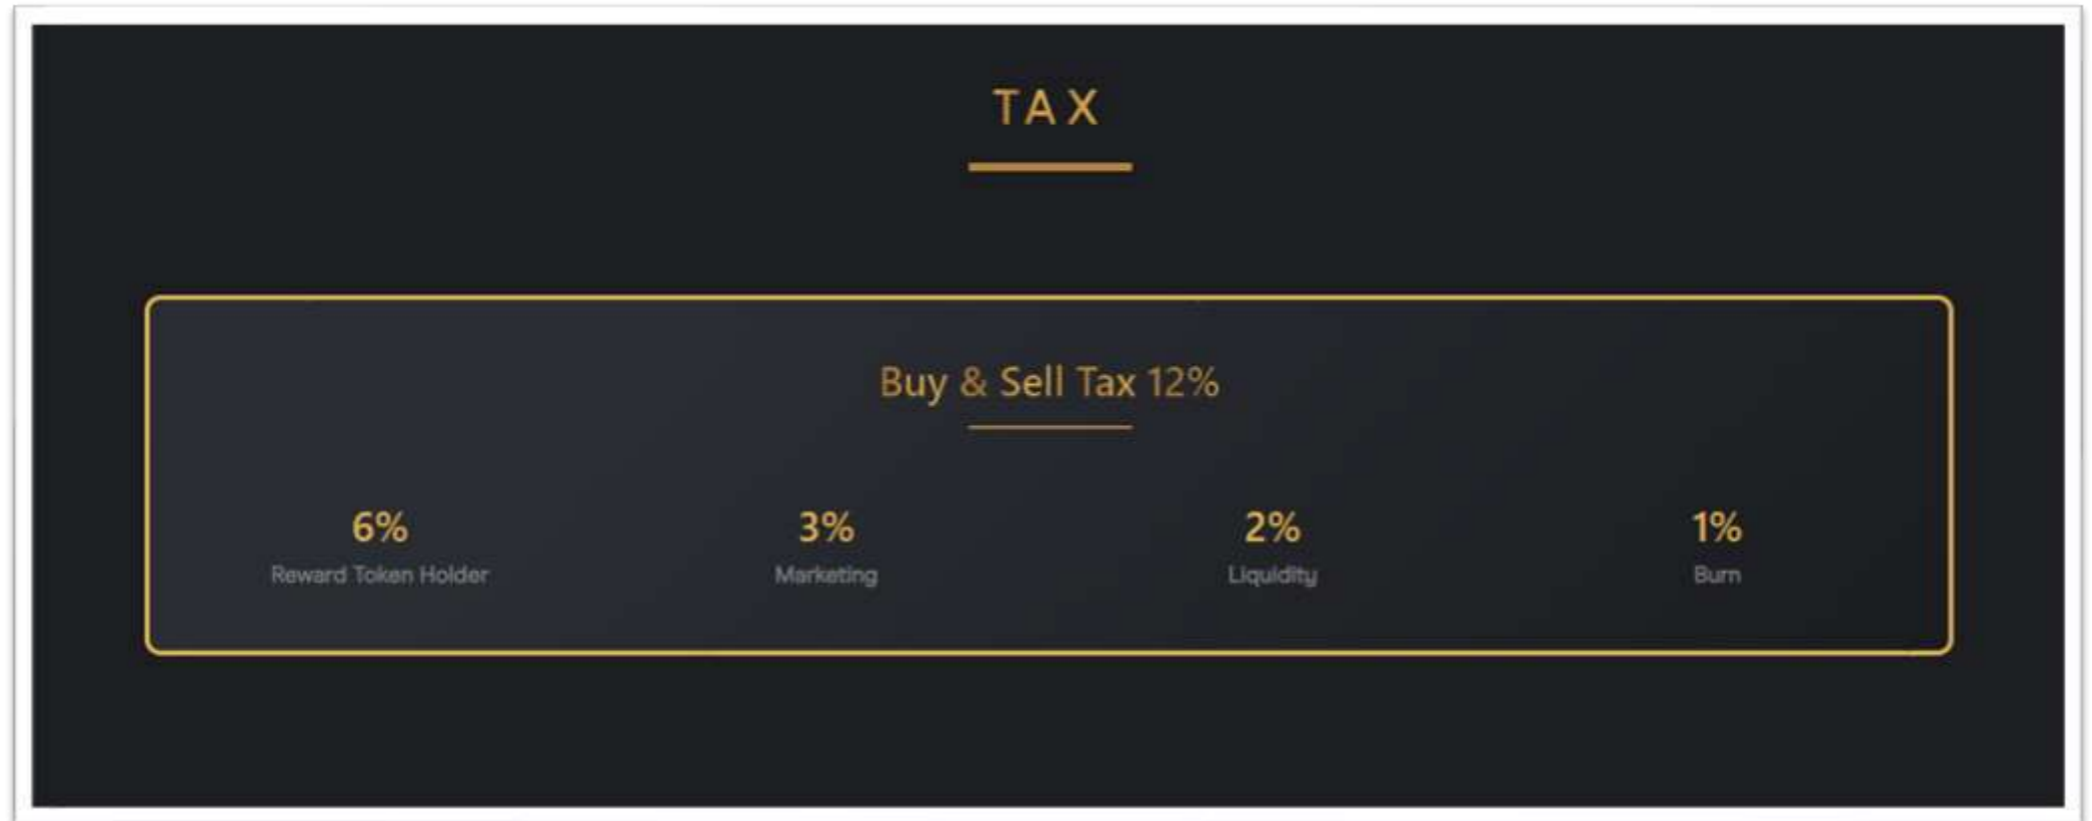 TAX
Buy & Sell Tax 12%
6% 3% 2% 1%
Reward Token Holder Marketing Liquidity Burn